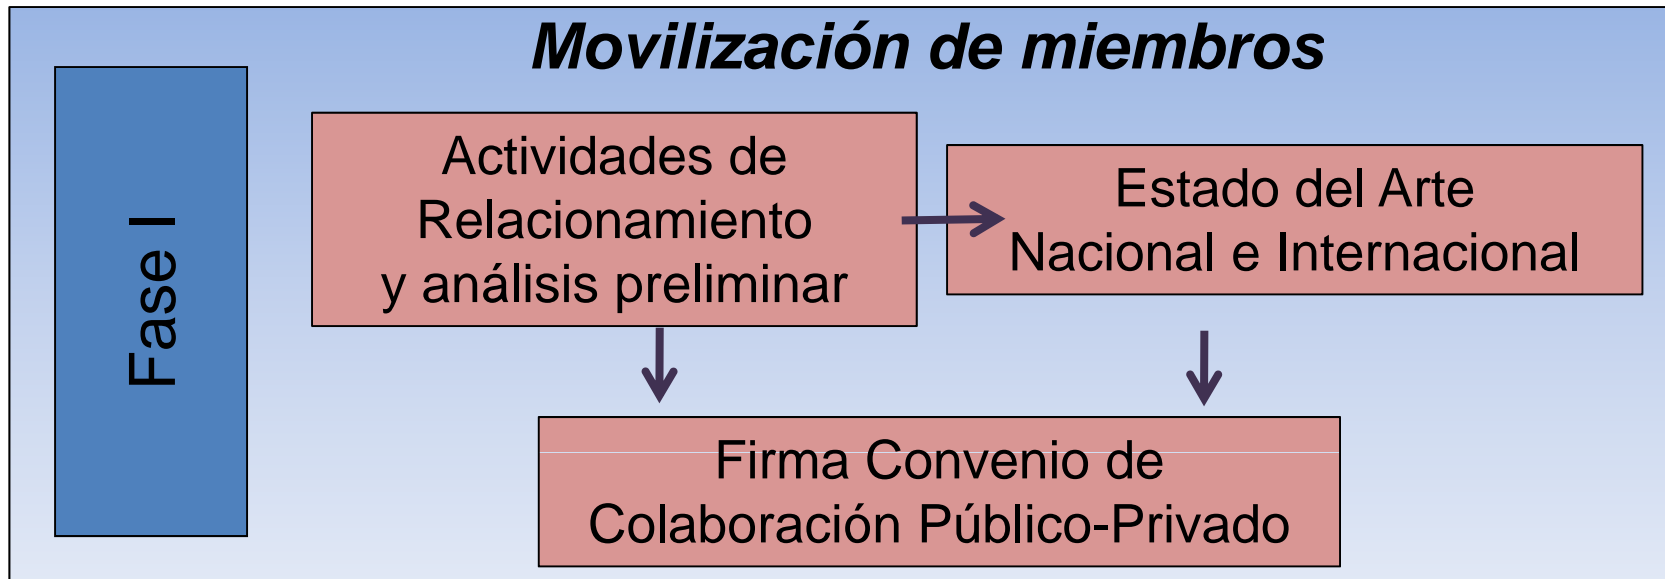 Movilización de miembros
Fase I
Actividades de
Relacionamiento
y análisis preliminar
Estado del Arte
Nacional e Internacional
Firma Convenio de
Colaboración Público-Privado